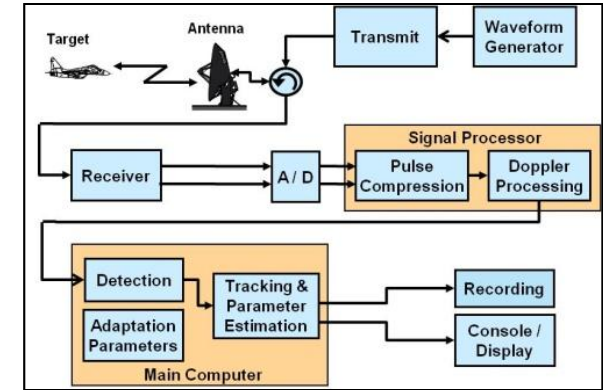 Target
Antenna
Transmit
Waveform
Generator
Signal Processor
Receiver
A / D
Pulse
Compression
Doppler
Processing
Detection
Adaptation
Parameters
Tracking &
Parameter
Estimation
Main Computer
Recording
Console /
Display